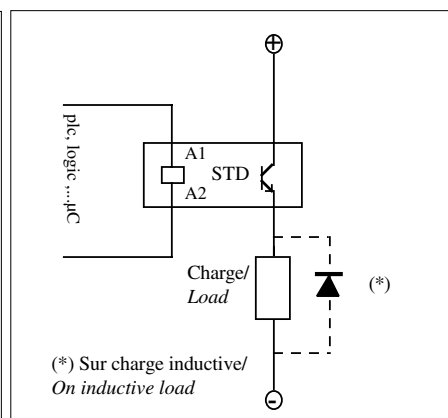 +
plc, logic ,...µC
A1
STD
A2
Charge/
Load
(*)
(*) Sur charge inductive/
On inductive load
-